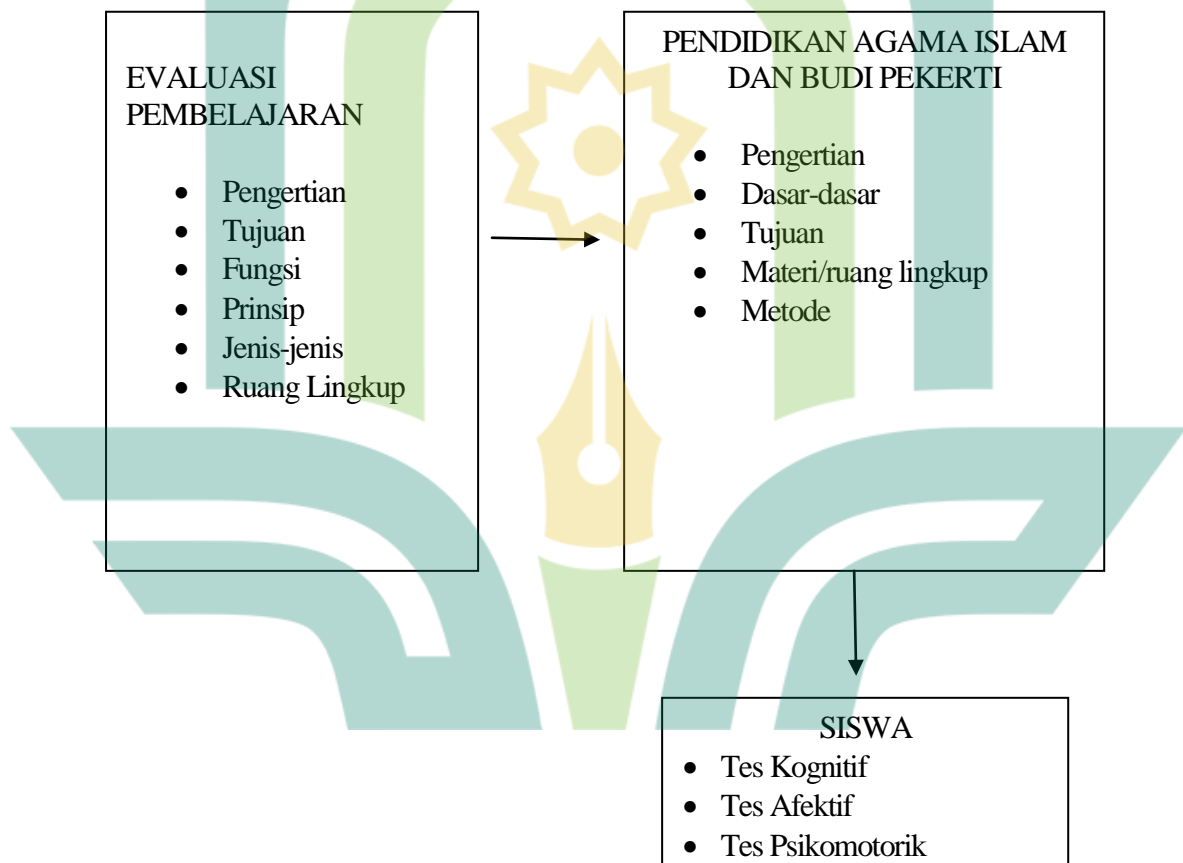 EVALUASI
PEMBELAJARAN
• Pengertian
• Tujuan
• Fungsi
• Prinsip
• Jenis-jenis
• Ruang Lingkup
PENDIDIKAN AGAMA ISLAM
DAN BUDI PEKERTI
• Pengertian
• Dasar-dasar
• Tujuan
• Materi/ruang lingkup
• Metode
SISWA
• Tes Kognitif
• Tes Afektif
• Tes Psikomotorik